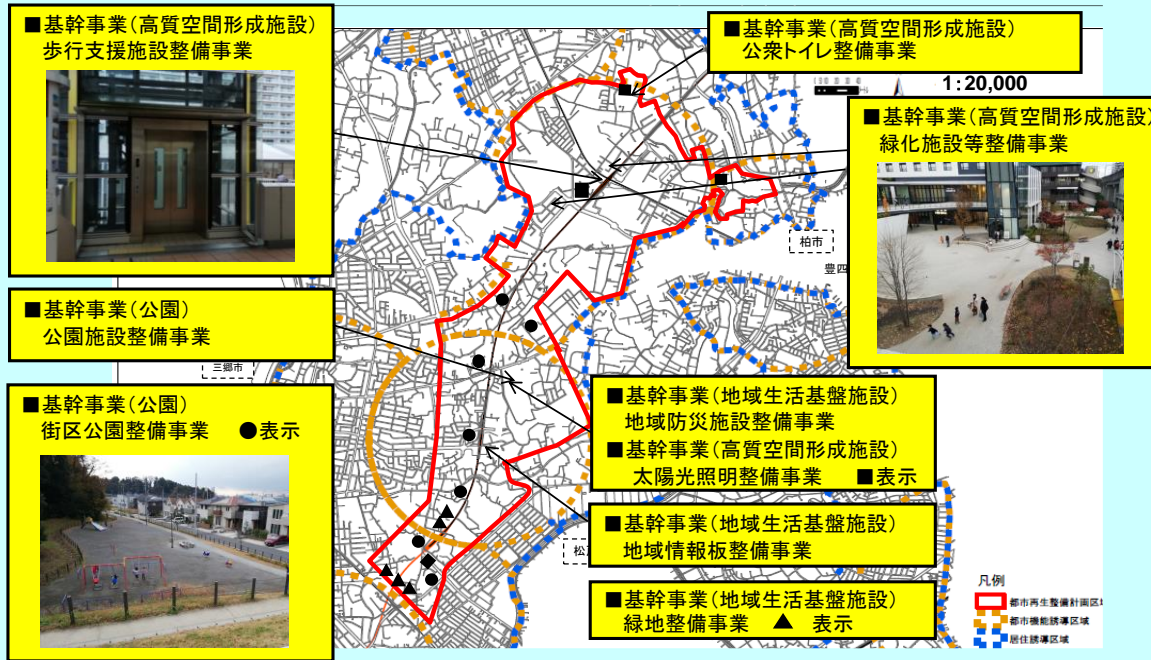 ■基幹事業(高質空間形成施設)
歩行支援施設整備事業
■基幹事業(高質空間形成施設)
公衆トイレ整備事業
1:20,000
■基幹事業(高質空間形成施設)
緑化施設等整備事業
柏市
豊四
■基幹事業(公園)
公園施設整備事業
三郷市
■基幹事業(公園)
街区公園整備事業 ●表示
■基幹事業(地域生活基盤施設)
地域防災施設整備事業
■基幹事業(高質空間形成施設)
太陽光照明整備事業 ■表示
■基幹事業(地域生活基盤施設)
地域情報板整備事業
松
■基幹事業(地域生活基盤施設)
緑地整備事業 ▲ 表示
凡例
都市再生整備計画区
都市機能誘導区域
居住誘導区域